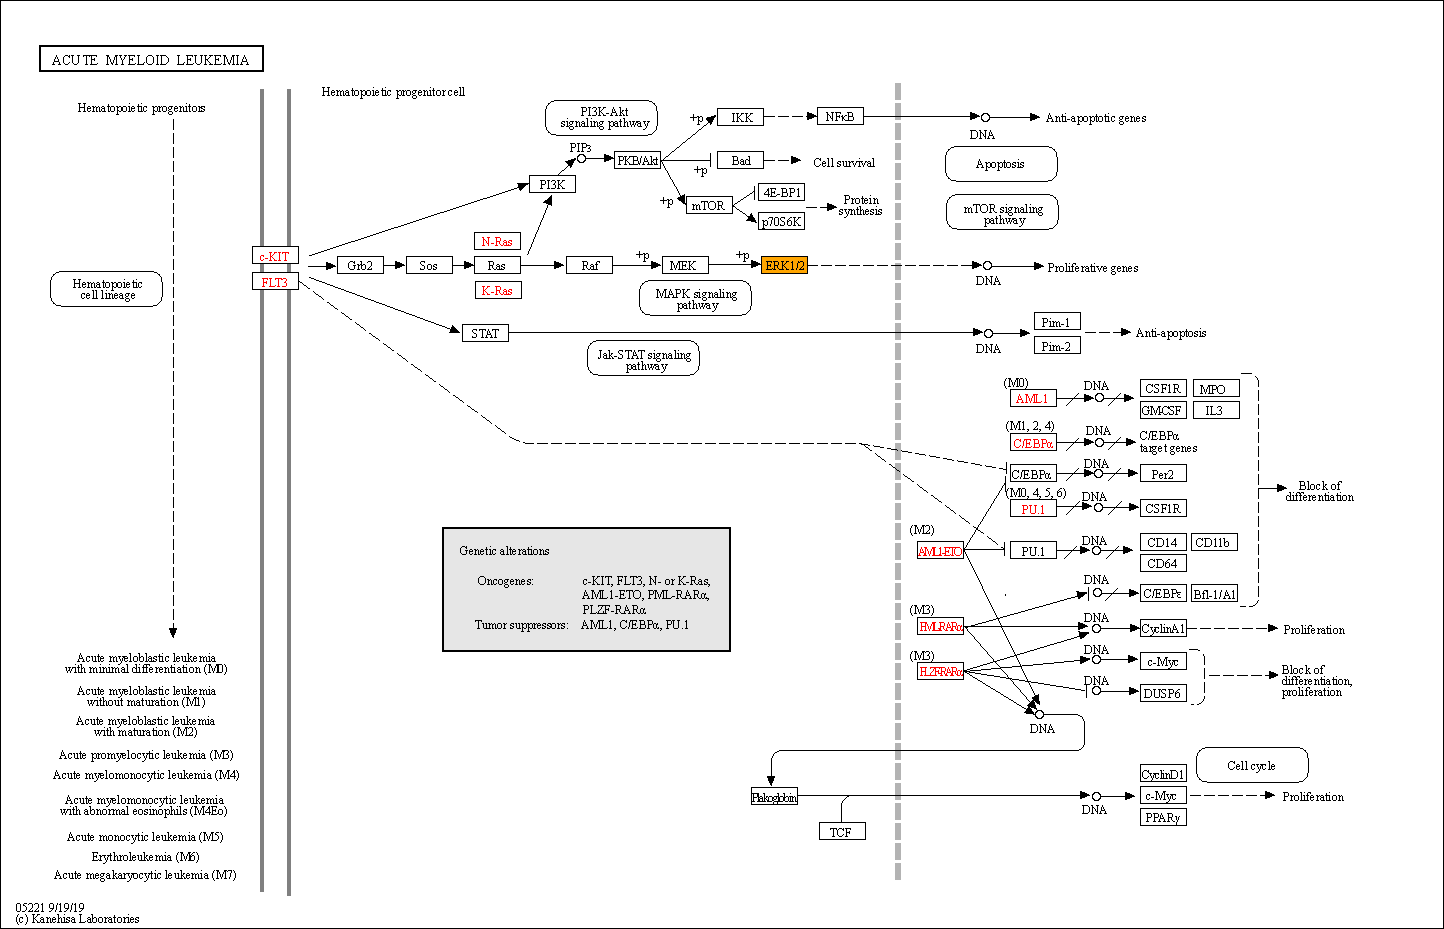 ACUTE MYELOID LEUKEMIA
Hematopoietic progenitors
Hematopoietic progenitor cell
PI3K-Akt
signaling pathway
PIP3
PI3K
PKB/Akt
+p
IKK
NFκB
DNA
Anti-apoptotic genes
+p
Bad
Cell survival
Apoptosis
+p
mTOR
4E-BP1
p70S6K
Protein
synthesis
mTOR signaling
pathway
c-KIT
FLT3
Grb2
Sos
N-Ras
Ras
K-Ras
Raf
+p
MEK
+p
ERK1/2
DNA
Proliferative genes
MAPK signaling
pathway
Hematopoietic
cell lineage
STAT
Jak-STAT signaling
pathway
DNA
Pim-1
Pim-2
Anti-apoptosis
(M0)
AML1
DNA
CSF1R
MPO
GMCSF
IL3
(M1, 2, 4)
C/EBPα
DNA
C/EBPα
target genes
C/EBPα
DNA
Per2
(M0, 4, 5, 6)
PU.1
DNA
CSF1R
Block of
differentiation
(M2)
AML1-ETO
PU.1
DNA
CD14
CD11b
CD64
DNA
C/EBPε
Bfl-1/A1
(M3)
PML-RARα
DNA
CyclinA1
Proliferation
(M3)
PLZF-RARα
DNA
c-Myc
DNA
DUSP6
Block of
differentiation,
proliferation
DNA
Genetic alterations
Oncogenes: c-KIT, FLT3, N- or K-Ras,
AML1-ETO, PML-RARα,
PLZF-RARα
Tumor suppressors: AML1, C/EBPα, PU.1
Plakoglobin
TCF
DNA
CyclinD1
c-Myc
PPARγ
Cell cycle
Proliferation
Acute myeloblastic leukemia
with minimal differentiation (M0)
Acute myeloblastic leukemia
without maturation (M1)
Acute myeloblastic leukemia
with maturation (M2)
Acute promyelocytic leukemia (M3)
Acute myelomonocytic leukemia (M4)
Acute myelomonocytic leukemia
with abnormal eosinophils (M4Eo)
Acute monocytic leukemia (M5)
Erythroleukemia (M6)
Acute megakaryocytic leukemia (M7)
05221 9/19/19
(c) Kanehisa Laboratories